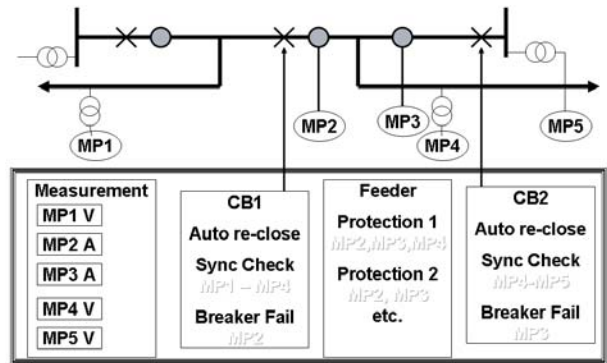 MP1
MP2
MP3
MP4
MP5
Measurement
MP1 V
MP2 A
MP3 A
MP4 V
MP5 V
CB1
Auto re-close
Sync Check
MP1 – MP4
Breaker Fail
MP2
Feeder
Protection 1
MP2,MP3,MP4
Protection 2
MP2, MP3
etc.
CB2
Auto re-close
Sync Check
MP4-MP5
Breaker Fail
MP3